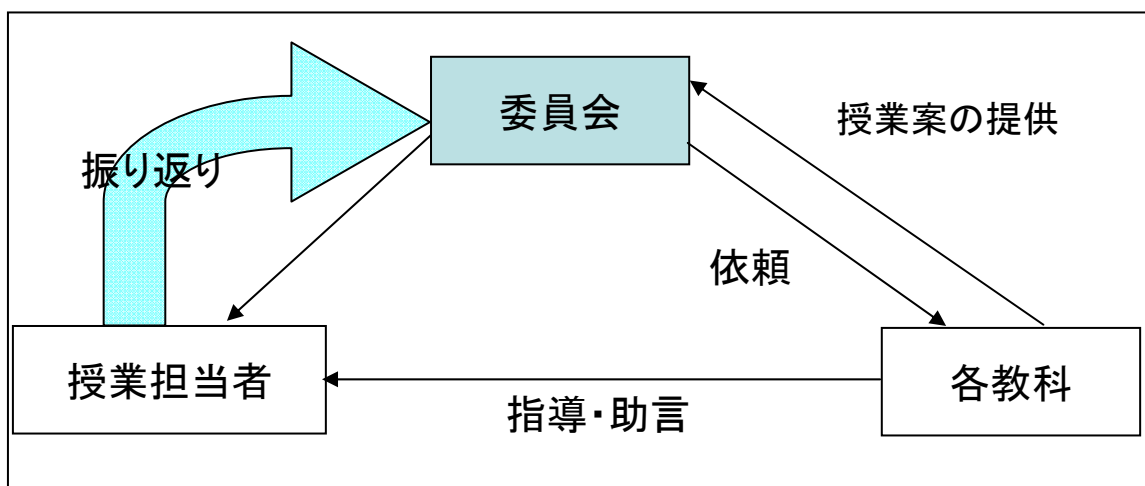 委員会
授業案の提供
振り返り
依頼
授業担当者
各教科
指導・助言